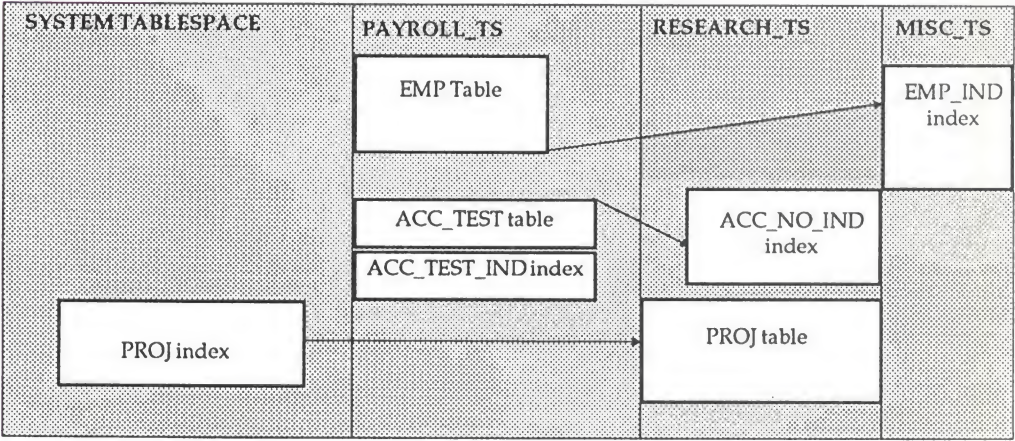 SYSTEM TABLESPACE
PAYROLL_TS
RESEARCH_TS
MISC_TS
EMP Table
EMP_IND
index
ACC_TEST table
ACC_NO_IND
index
ACC_TEST_IND index
PROJ index
PROJ table